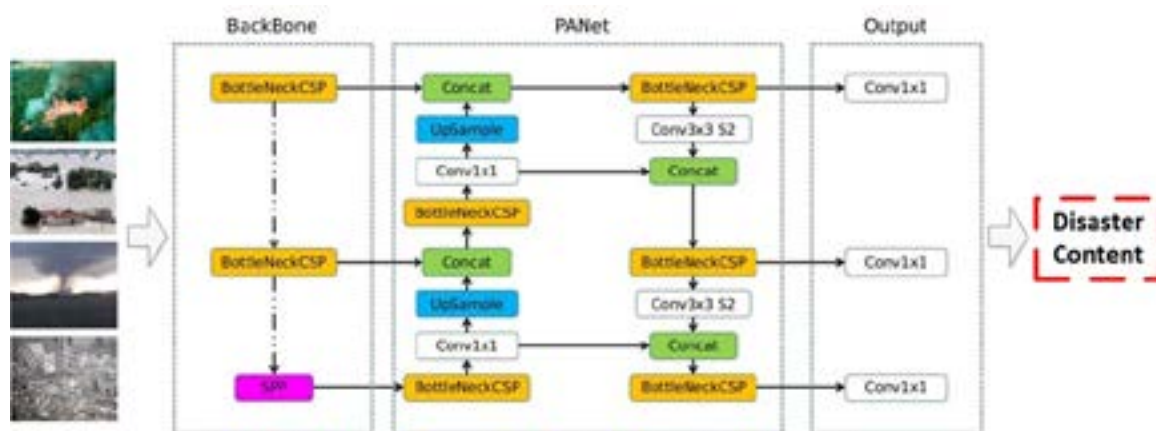 BackBone
PANet
Output
BottleNeckCSP
Concat
BottleNeckCSP
Conv1x1
UpSample
Conv3x3 S2
Conv1x1
Concat
BottleNeckCSP
Disaster
Content
BottleNeckCSP
Concat
BottleNeckCSP
Conv1x1
UpSample
Conv3x3 S2
Conv1x1
Concat
SPP
BottleNeckCSP
BottleNeckCSP
Conv1x1